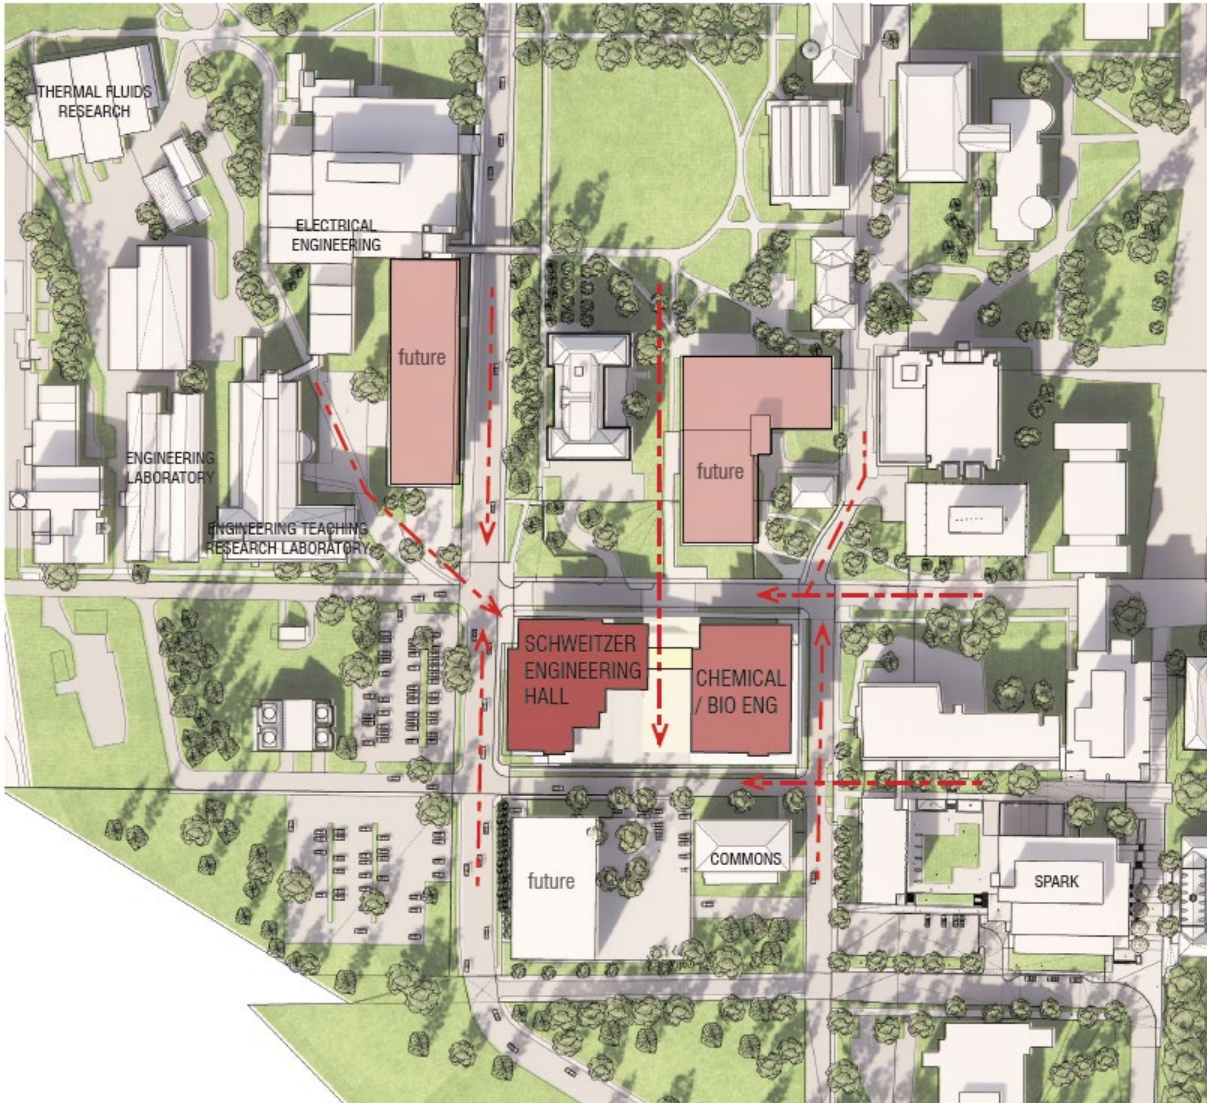 THERMAL FLUIDS
RESEARCH
ELECTRICAL
ENGINEERING
future
future
ENGINEERING
LABORATORY
ENGINEERING TEACHING
RESEARCH LABORATORY
SCHWEITZER
ENGINEERING
HALL
CHEMICAL
/ BIO ENG
future
COMMONS
SPARK